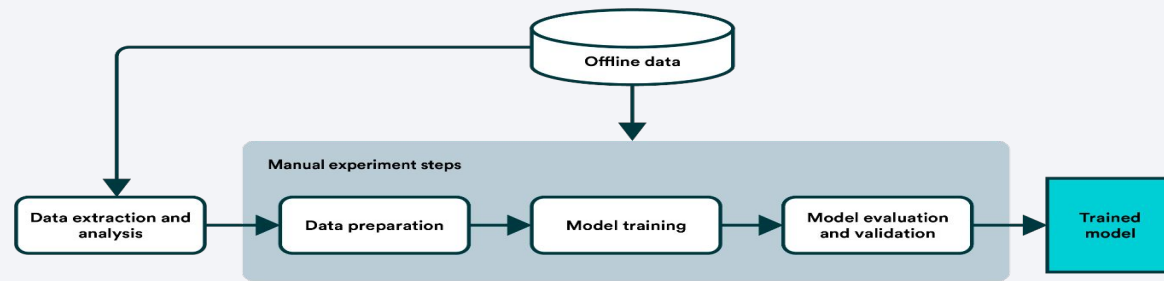 Offline data
Manual experiment steps
Data extraction and
analysis
Data preparation
Model training
Model evaluation
and validation
Trained
model